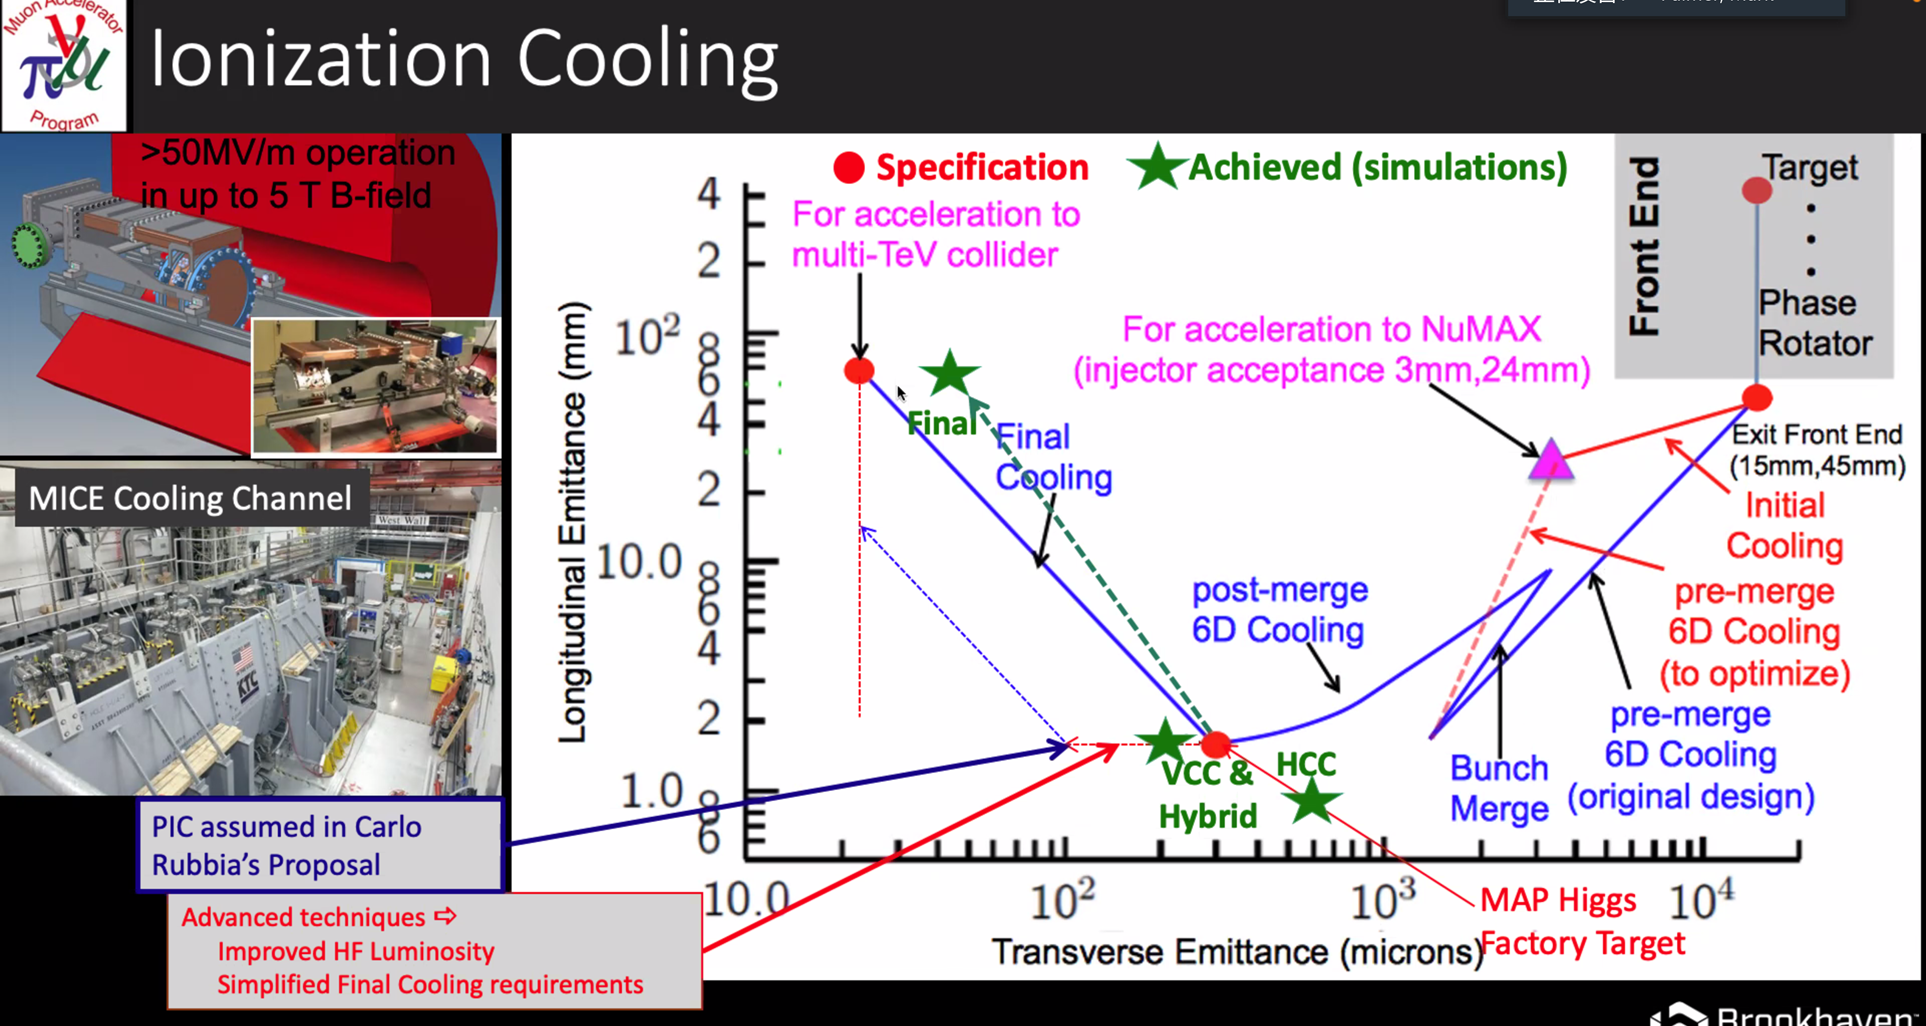 Muon Accelerator
πνμ
Program
Ionization Cooling
>50MV/m operation
in up to 5 T B-field
MICE Cooling Channel
West Wall
KTC
PIC assumed in Carlo
Rubbia's Proposal
Advanced techniques ⇨
Improved HF Luminosity
Simplified Final Cooling requirements
Specification
Achieved (simulations)
For acceleration to
multi-TeV collider
For acceleration to NuMAX
(injector acceptance 3mm,24mm)
Front End
Target
Phase
Rotator
Exit Front End
(15mm,45mm)
Initial
Cooling
pre-merge
6D Cooling
(to optimize)
pre-merge
6D Cooling
(original design)
Bunch
Merge
post-merge
6D Cooling
Final
Final
Cooling
VCC &
Hybrid
HCC
MAP Higgs
Factory Target
Longitudinal Emittance (mm)
4
2
10²
8
6
4
2
10.0
8
6
4
2
1.0
8
6
10.0
10²
10³
10⁴
Transverse Emittance (microns)
Brookhaven